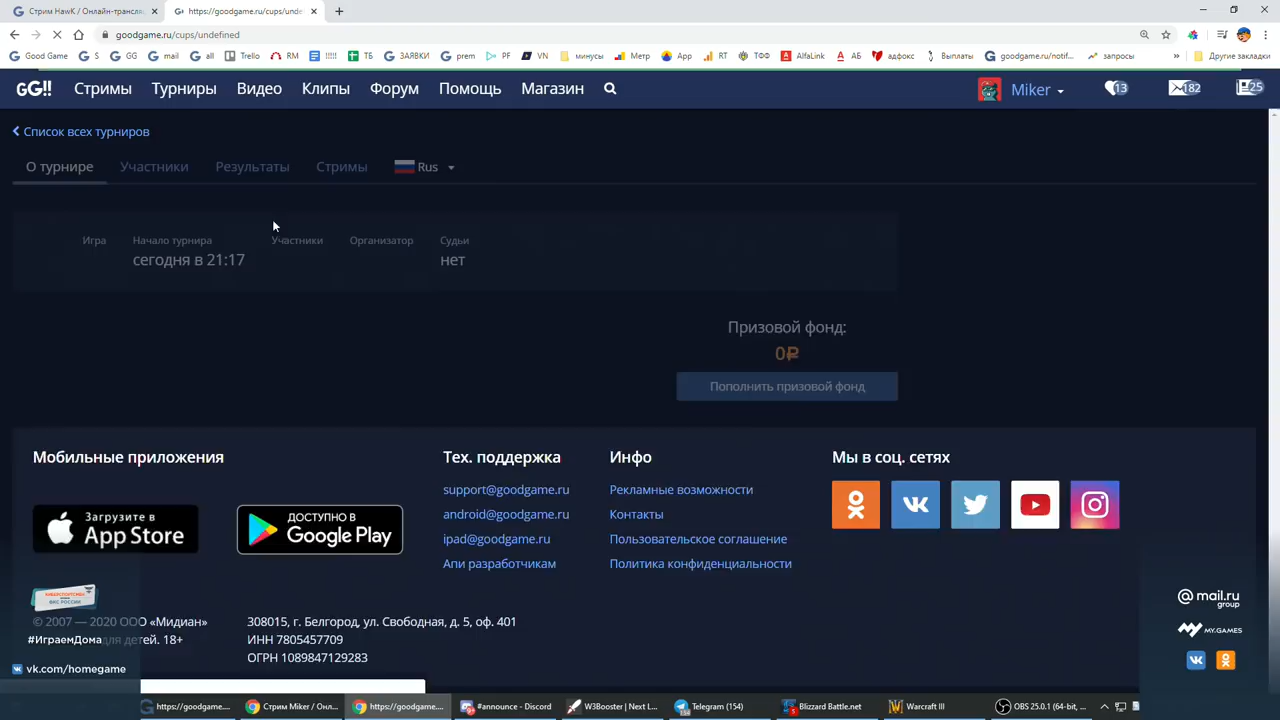 Стрим HawK / Онлайн-трансля
https://goodgame.ru/cups/unde
goodgame.ru/cups/undefined
Good Game
S
GG
mail
all
Trello
RM
!!!!!
ТБ
ЗАЯВКИ
prem
PF
VN
минусы
Метр
App
RT
ТФФ
AlfaLink
АБ
адфокс
Выплаты
goodgame.ru/notif...
запросы
»
Другие закладки
GG!!
Стримы
Турниры
Видео
Клипы
Форум
Помощь
Магазин
Miker
13
182
25
Список всех турниров
О турнире
Участники
Результаты
Стримы
Rus
Игра
Начало турнира
Участники
Организатор
Судьи
сегодня в 21:17
нет
Призовой фонд:
0₽
Пополнить призовой фонд
Мобильные приложения
Тех. поддержка
Инфо
Мы в соц. сетях
Загрузите в
App Store
ДОСТУПНО В
Google Play
support@goodgame.ru
android@goodgame.ru
ipad@goodgame.ru
Апи разработчикам
Рекламные возможности
Контакты
Пользовательское соглашение
Политика конфиденциальности
© 2007 — 2020 ООО «Мидиан»
#ИграемДома для детей. 18+
vk.com/homegame
308015, г. Белгород, ул. Свободная, д. 5, оф. 401
ИНН 7805457709
ОГРН 1089847129283
@mail.ru
group
MY.GAMES
https://goodgame....
Стрим Miker / Онл...
https://goodgame....
#announce - Discord
W3Booster | Next L...
Telegram (154)
Blizzard Battle.net
Warcraft III
OBS 25.0.1 (64-bit, ...